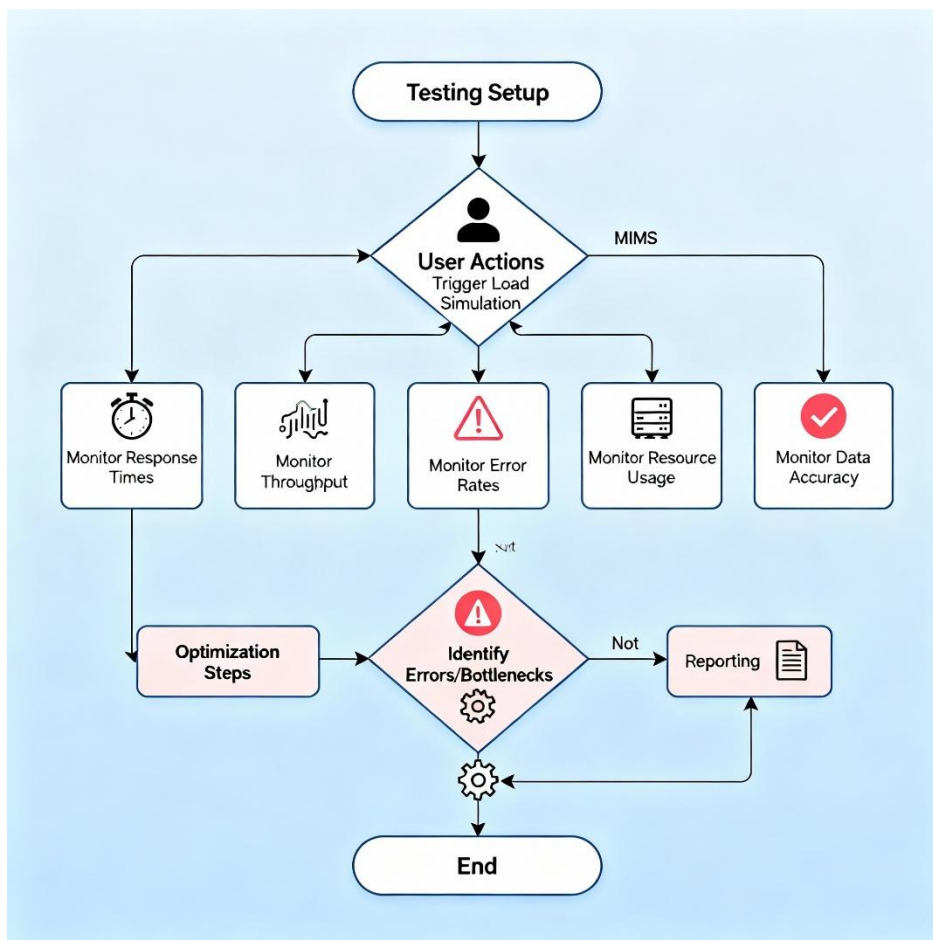 Testing Setup
MIMS
User Actions
Trigger Load
Simulation
Monitor Response
Times
Monitor
Throughput
Monitor Error
Rates
Monitor Resource
Usage
Monitor Data
Accuracy
Optimization
Steps
Identify
Errors/Bottlenecks
Not
Reporting
End